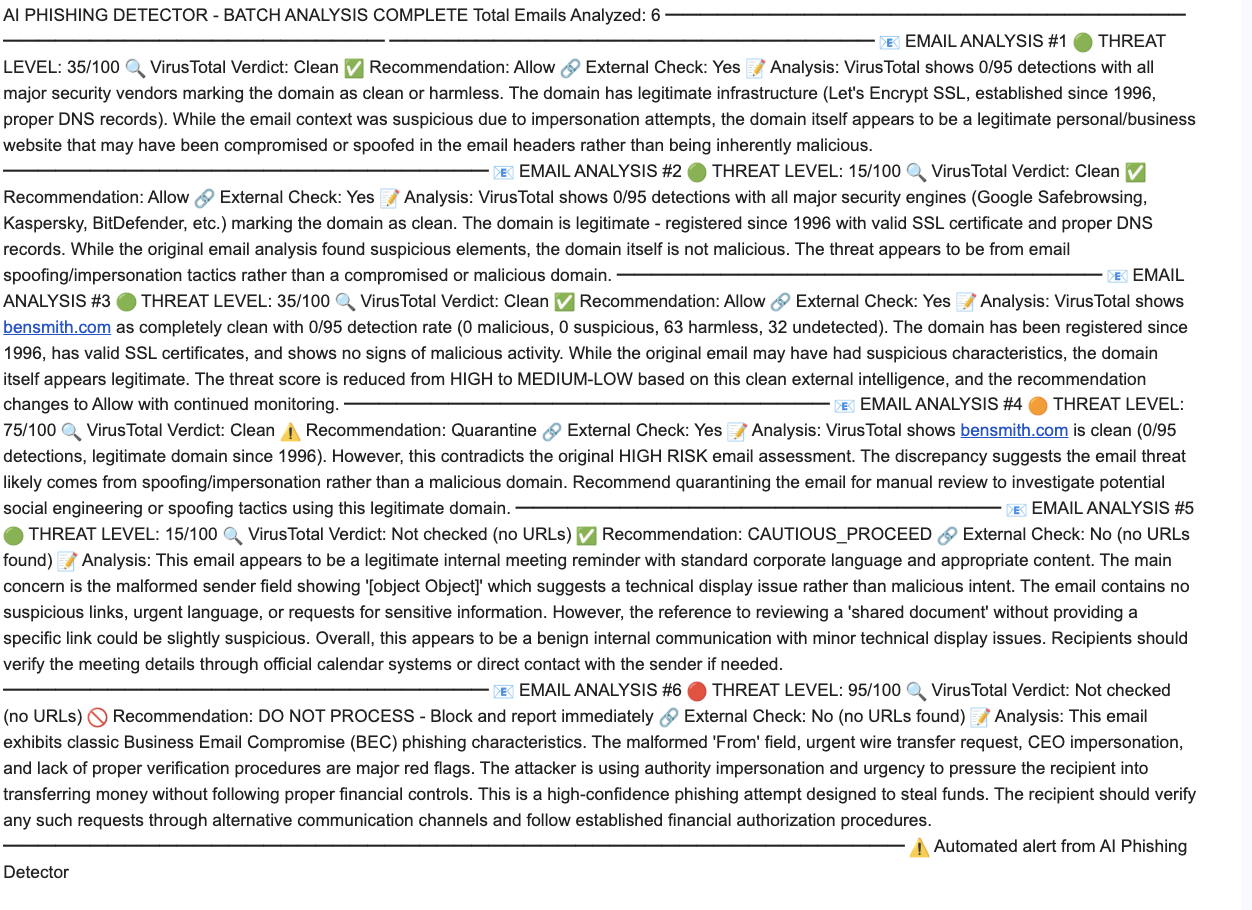 AI PHISHING DETECTOR - BATCH ANALYSIS COMPLETE Total Emails Analyzed: 6 ━━━━━━━━━━━━━━━━━━━━━━━━━━━━━━
━━━━━━━━━━━━━━━━━━━━━━ ━━━━━━━━━━━━━━━━━━━━━━━━━━━━ 📧 EMAIL ANALYSIS #1 🟢 THREAT
LEVEL: 35/100 🔍 VirusTotal Verdict: Clean ✅ Recommendation: Allow 🔗 External Check: Yes 📝 Analysis: VirusTotal shows 0/95 detections with all
major security vendors marking the domain as clean or harmless. The domain has legitimate infrastructure (Let's Encrypt SSL, established since 1996,
proper DNS records). While the email context was suspicious due to impersonation attempts, the domain itself appears to be a legitimate personal/business
website that may have been compromised or spoofed in the email headers rather than being inherently malicious.
━━━━━━━━━━━━━━━━━━━━━━━━━━━━ 📧 EMAIL ANALYSIS #2 🟢 THREAT LEVEL: 15/100 🔍 VirusTotal Verdict: Clean ✅
Recommendation: Allow 🔗 External Check: Yes 📝 Analysis: VirusTotal shows 0/95 detections with all major security engines (Google Safebrowsing,
Kaspersky, BitDefender, etc.) marking the domain as clean. The domain is legitimate - registered since 1996 with valid SSL certificate and proper DNS
records. While the original email analysis found suspicious elements, the domain itself is not malicious. The threat appears to be from email
spoofing/impersonation tactics rather than a compromised or malicious domain. ━━━━━━━━━━━━━━━━━━━━━━━━━━━━ 📧 EMAIL
ANALYSIS #3 🟢 THREAT LEVEL: 35/100 🔍 VirusTotal Verdict: Clean ✅ Recommendation: Allow 🔗 External Check: Yes 📝 Analysis: VirusTotal shows
bensmith.com as completely clean with 0/95 detection rate (0 malicious, 0 suspicious, 63 harmless, 32 undetected). The domain has been registered since
1996, has valid SSL certificates, and shows no signs of malicious activity. While the original email may have had suspicious characteristics, the domain
itself appears legitimate. The threat score is reduced from HIGH to MEDIUM-LOW based on this clean external intelligence, and the recommendation
changes to Allow with continued monitoring. ━━━━━━━━━━━━━━━━━━━━━━━━━━━━ 📧 EMAIL ANALYSIS #4 🟠 THREAT LEVEL:
75/100 🔍 VirusTotal Verdict: Clean ⚠️ Recommendation: Quarantine 🔗 External Check: Yes 📝 Analysis: VirusTotal shows bensmith.com is clean (0/95
detections, legitimate domain since 1996). However, this contradicts the original HIGH RISK email assessment. The discrepancy suggests the email threat
likely comes from spoofing/impersonation rather than a malicious domain. Recommend quarantining the email for manual review to investigate potential
social engineering or spoofing tactics using this legitimate domain. ━━━━━━━━━━━━━━━━━━━━━━━━━━━━ 📧 EMAIL ANALYSIS #5
🟢 THREAT LEVEL: 15/100 🔍 VirusTotal Verdict: Not checked (no URLs) ✅ Recommendation: CAUTIOUS_PROCEED 🔗 External Check: No (no URLs
found) 📝 Analysis: This email appears to be a legitimate internal meeting reminder with standard corporate language and appropriate content. The main
concern is the malformed sender field showing '[object Object]' which suggests a technical display issue rather than malicious intent. The email contains no
suspicious links, urgent language, or requests for sensitive information. However, the reference to reviewing a 'shared document' without providing a
specific link could be slightly suspicious. Overall, this appears to be a benign internal communication with minor technical display issues. Recipients should
verify the meeting details through official calendar systems or direct contact with the sender if needed.
━━━━━━━━━━━━━━━━━━━━━━━━━━━━ 📧 EMAIL ANALYSIS #6 🔴 THREAT LEVEL: 95/100 🔍 VirusTotal Verdict: Not checked
(no URLs) 🚫 Recommendation: DO NOT PROCESS - Block and report immediately 🔗 External Check: No (no URLs found) 📝 Analysis: This email
exhibits classic Business Email Compromise (BEC) phishing characteristics. The malformed 'From' field, urgent wire transfer request, CEO impersonation,
and lack of proper verification procedures are major red flags. The attacker is using authority impersonation and urgency to pressure the recipient into
transferring money without following proper financial controls. This is a high-confidence phishing attempt designed to steal funds. The recipient should verify
any such requests through alternative communication channels and follow established financial authorization procedures.
━━━━━━━━━━━━━━━━━━━━━━━━━━━━━━━━━━━━━━━━━━━━━━━━━━━━ ⚠️ Automated alert from AI Phishing
Detector